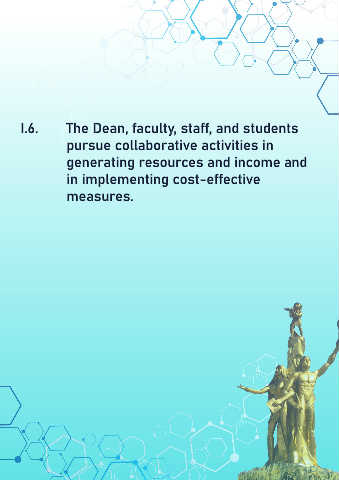 I.6. The Dean, faculty, staff, and students
pursue collaborative activities in
generating resources and income and
in implementing cost-effective
measures.